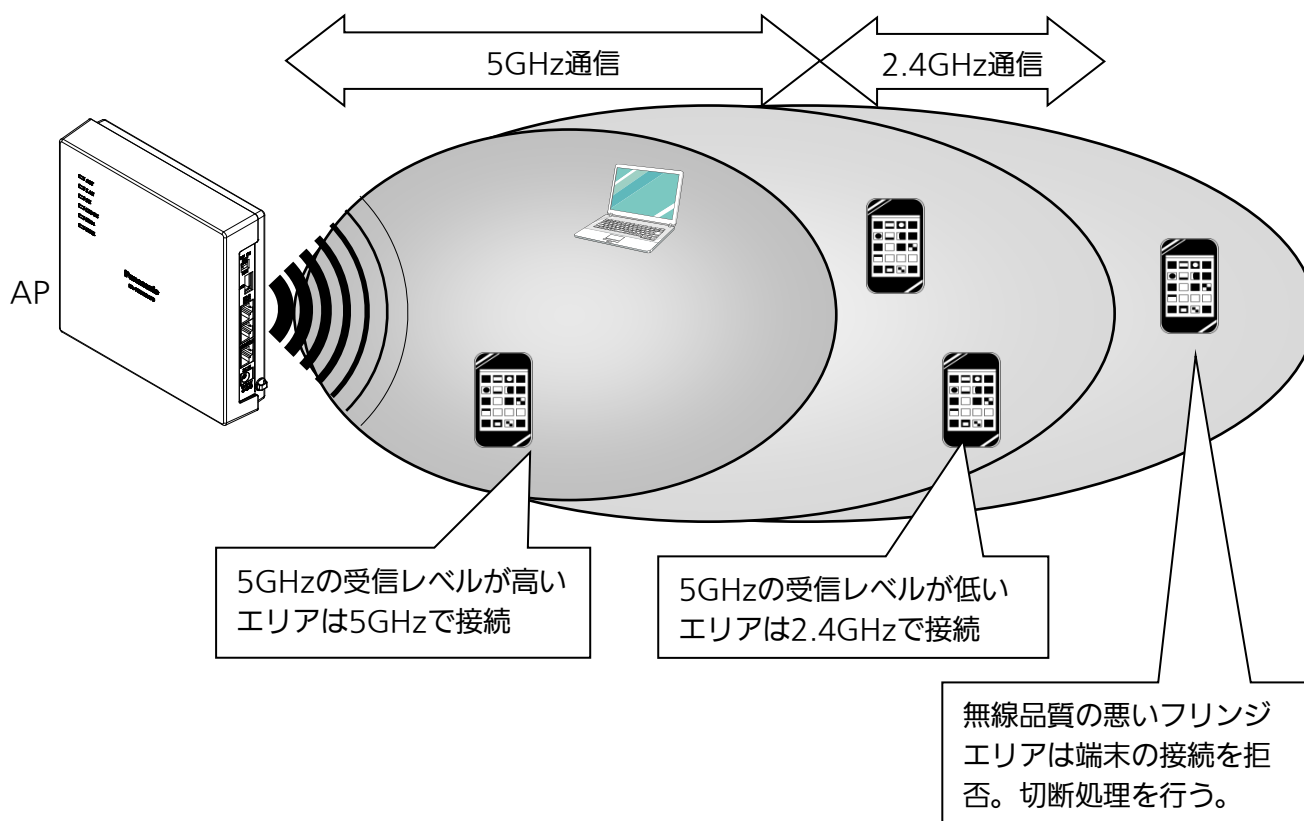 5GHz通信
2.4GHz通信
AP
Panasonic
5GHzの受信レベルが高い
エリアは5GHzで接続
5GHzの受信レベルが低い
エリアは2.4GHzで接続
無線品質の悪いフリンジ
エリアは端末の接続を拒
否。切断処理を行う。